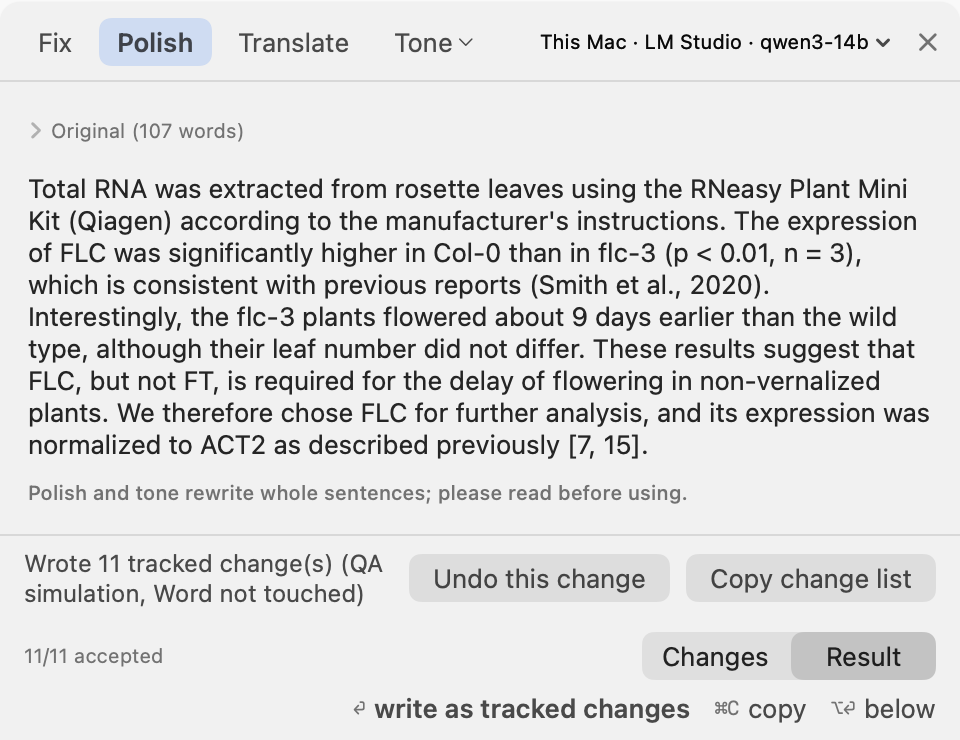 Fix Polish Translate Tone This Mac · LM Studio · qwen3-14b
Original (107 words)
Total RNA was extracted from rosette leaves using the RNeasy Plant Mini
Kit (Qiagen) according to the manufacturer's instructions. The expression
of FLC was significantly higher in Col-0 than in flc-3 (p < 0.01, n = 3),
which is consistent with previous reports (Smith et al., 2020).
Interestingly, the flc-3 plants flowered about 9 days earlier than the wild
type, although their leaf number did not differ. These results suggest that
FLC, but not FT, is required for the delay of flowering in non-vernalized
plants. We therefore chose FLC for further analysis, and its expression was
normalized to ACT2 as described previously [7, 15].
Polish and tone rewrite whole sentences; please read before using.
Wrote 11 tracked change(s) (QA
simulation, Word not touched)
Undo this change Copy change list
11/11 accepted
Changes Result
⏎ write as tracked changes ⌘C copy ⌥⏎ below